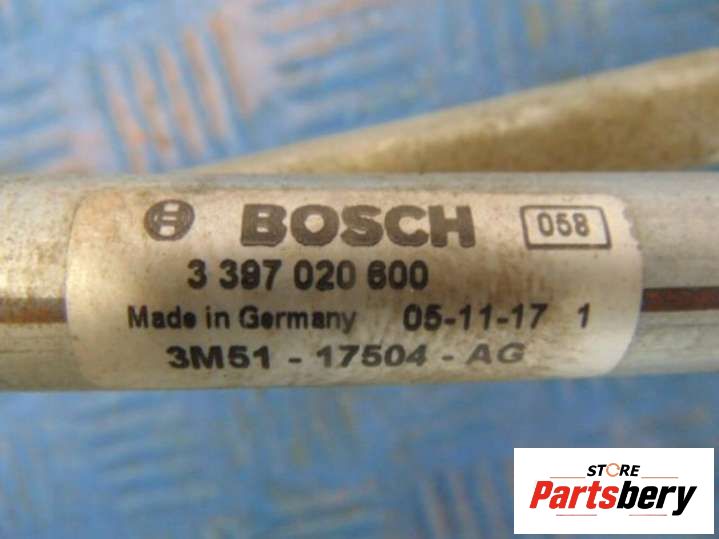 BOSCH 058
3 397 020 600
Made in Germany 05-11-17 1
3M51 - 17504 - AG
STORE
Partsbery